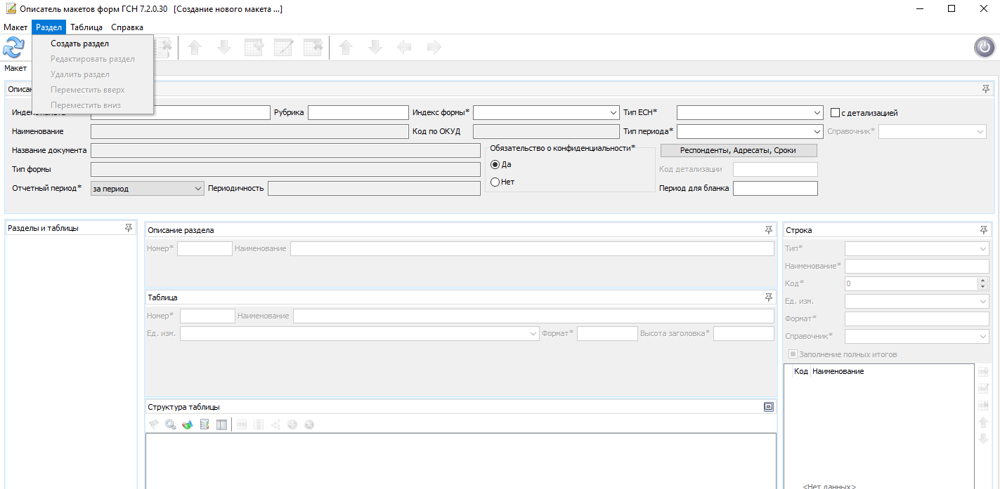 Описатель макетов форм ГСН 7.2.0.30 [Создание нового макета ...]
Макет Раздел Таблица Справка
Создать раздел
Редактировать раздел
Удалить раздел
Переместить вверх
Переместить вниз
Макет
Рубрика Индекс формы* Тип ЕСН* с детализацией
Наименование Код по ОКУД Тип периода* Справочник*
Название документа Обязательство о конфиденциальности* Респонденты, Адресаты, Сроки
Тип формы Да Код детализации
Отчетный период* за период Периодичность Нет Период для бланка
Разделы и таблицы
Описание раздела
Номер* Наименование
Таблица
Номер* Наименование
Ед. изм. Формат* Высота заголовка*
Структура таблицы
Строка
Тип*
Наименование*
Код* 0
Ед. изм.
Формат*
Справочник*
Заполнение полных итогов
Код Наименование
<Нет данных>